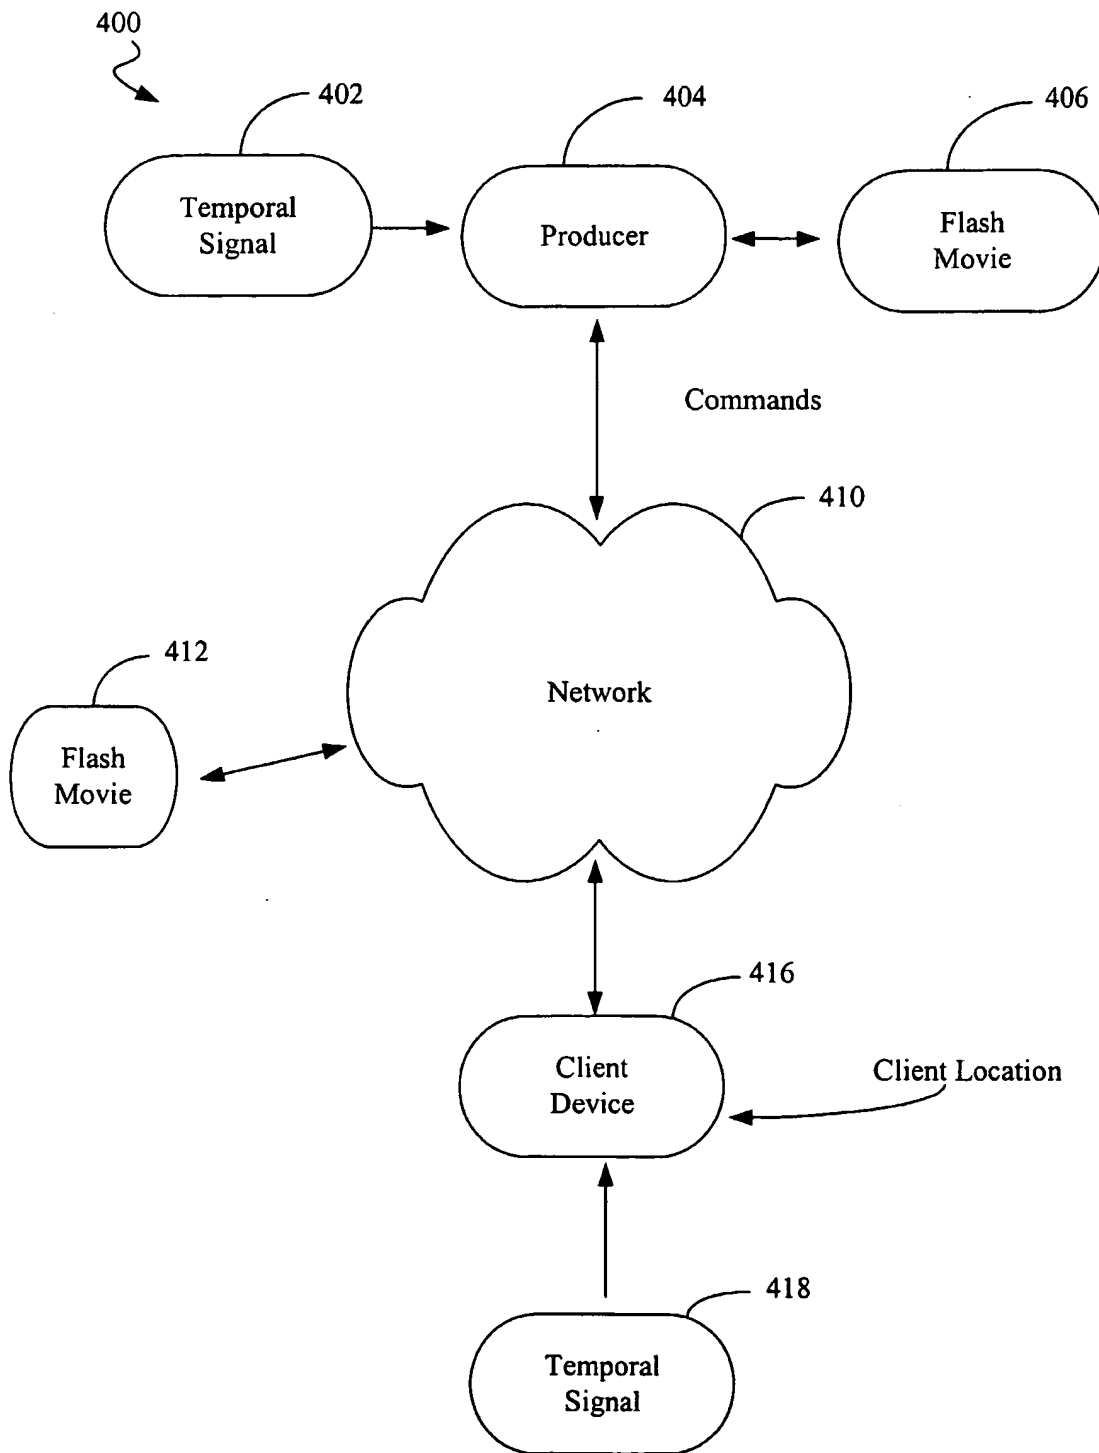 400
402
404
406
Temporal
Signal
Producer
Flash
Movie
Commands
410
412
Network
Flash
Movie
416
Client
Device
Client Location
418
Temporal
Signal